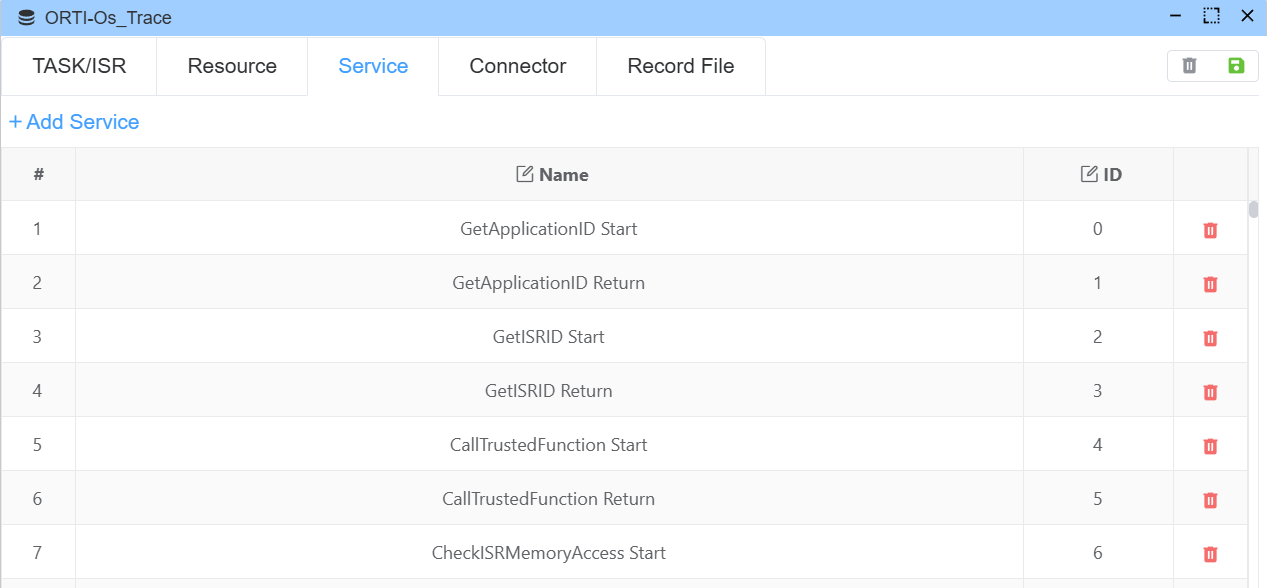 ORTI-Os_Trace
TASK/ISR Resource Service Connector Record File
+ Add Service
# Name ID
1 GetApplicationID Start 0
2 GetApplicationID Return 1
3 GetISRID Start 2
4 GetISRID Return 3
5 CallTrustedFunction Start 4
6 CallTrustedFunction Return 5
7 CheckISRMemoryAccess Start 6